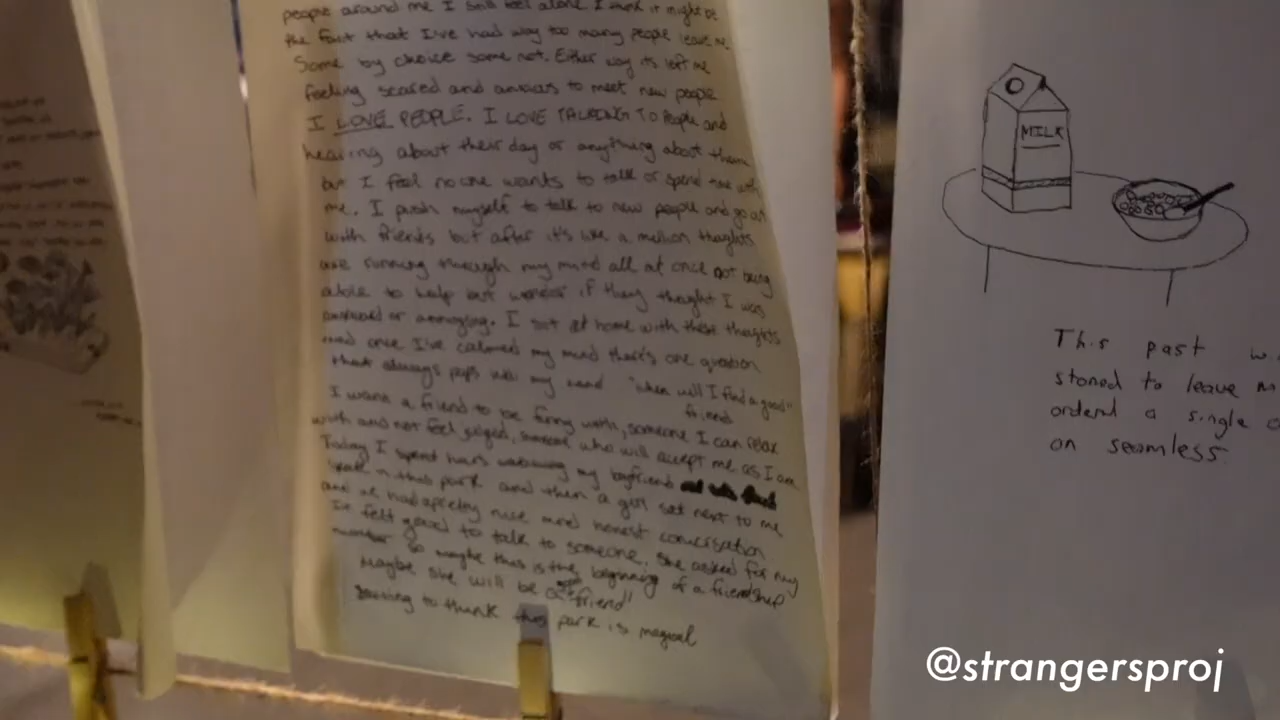 people around me I still feel alone I think it might be
the fact that I've had way too many people leave me.
Some by choice some not. Either way its left me
feeling scared and anxious to meet new people
I LOVE PEOPLE. I LOVE TALKING TO People and
hearing about their day or anything about them
but I feel no one wants to talk or spend time with
me. I push myself to talk to new people and go out
with friends but after it's like a million thoughts
are running through my mind all at once not being
able to help but wonder if they thought I was
awkward or annoying. I sit at home with these thoughts
and once I've calmed my mind there's one question
that always pops into my head "when will I find a good"
friend
I want a friend to be funny with, someone I can relax
with and not feel judged, someone who will accept me as I am
Today I spent hours watching my boyfriend
skate in this park and then a girl sat next to me
and we had a pretty nice and honest conversation
It felt good to talk to someone. She asked for my
number so maybe this is the beginning of a friendship
Maybe she will be a good friend"
Starting to think this park is magical
MILK
This past
stoned to leave
ordered a single
on seamless.
@strangersproj